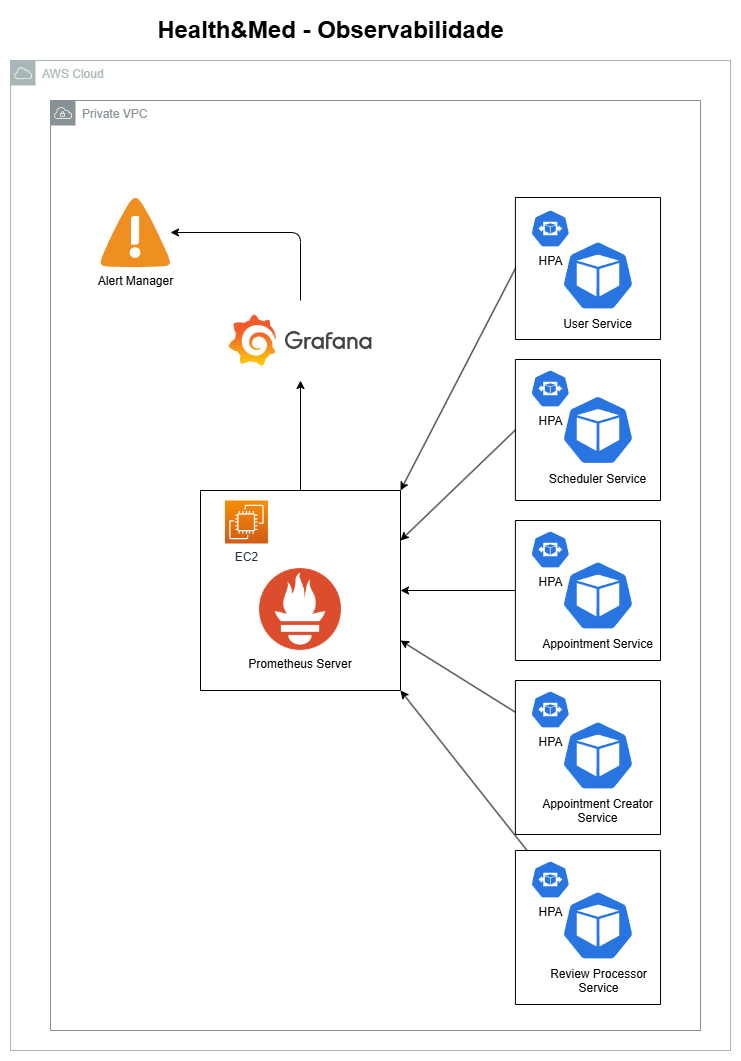 Health&Med - Observabilidade
AWS Cloud
Private VPC
Alert Manager
Grafana
EC2
Prometheus Server
HPA
User Service
HPA
Scheduler Service
HPA
Appointment Service
HPA
Appointment Creator
Service
HPA
Review Processor
Service